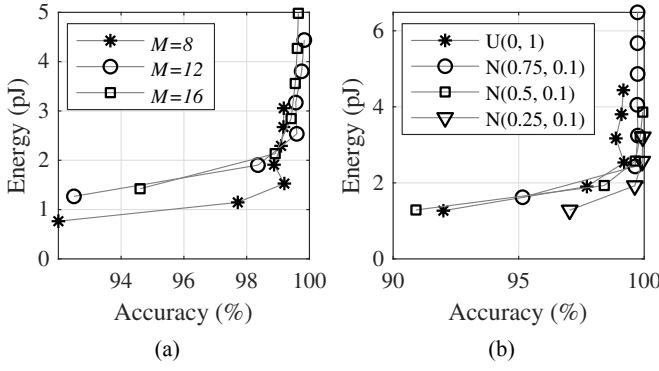 5
4
3
2
1
0
Energy (pJ)
M=8
M=12
M=16
94 96 98 100
Accuracy (%)
(a)
6
4
2
0
Energy (pJ)
U(0, 1)
N(0.75, 0.1)
N(0.5, 0.1)
N(0.25, 0.1)
90 95 100
Accuracy (%)
(b)